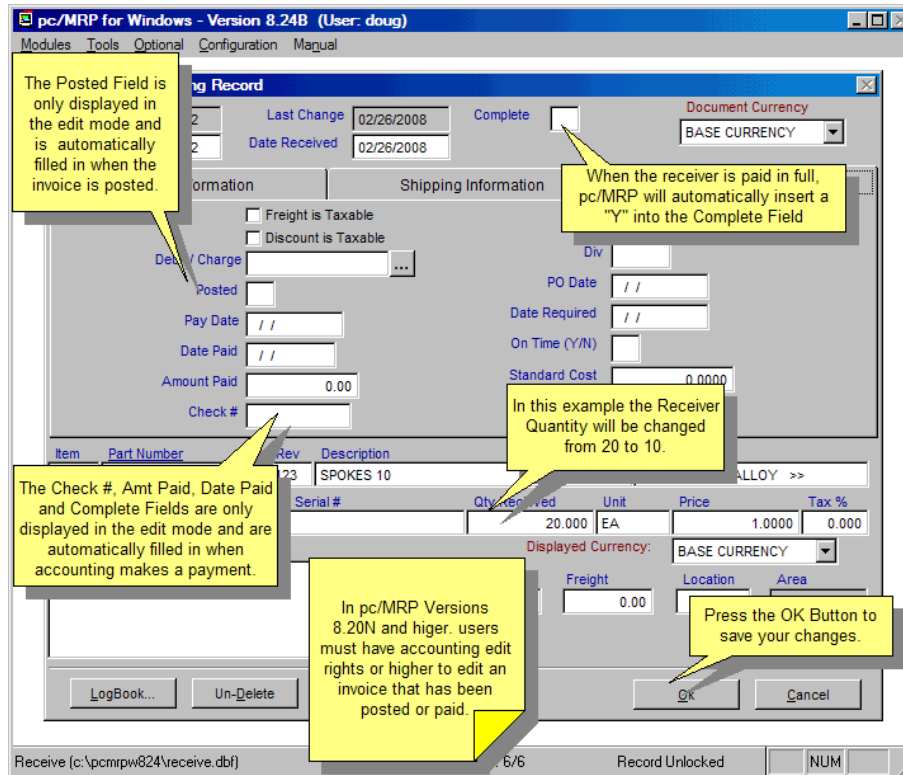 pc/MRP for Windows - Version 8.24B (User: doug)
Modules Tools Optional Configuration Manual
The Posted Field is
only displayed in
the edit mode and
is automatically
filled in when the
invoice is posted.
ng Record
2 Last Change 02/26/2008 Complete Document Currency
2 Date Received 02/26/2008 BASE CURRENCY
When the receiver is paid in full,
pc/MRP will automatically insert a
"Y" into the Complete Field
ormation Shipping Information
Freight is Taxable
Discount is Taxable
/ Charge ... Div
Posted PO Date / /
Pay Date / / Date Required / /
Date Paid / / On Time (Y/N)
Amount Paid 0.00 Standard Cost 0.0000
Check #
In this example the Receiver
Quantity will be changed
from 20 to 10.
Item Part Number Rev Description
123 SPOKES 10 ALLOY >>
The Check #, Amt Paid, Date Paid
and Complete Fields are only
displayed in the edit mode and are
automatically filled in when
accounting makes a payment.
Serial # Qty Received Unit Price Tax %
20.000 EA 1.0000 0.000
Displayed Currency: BASE CURRENCY
Freight Location Area
0.00
In pc/MRP Versions
8.20N and higer. users
must have accounting edit
rights or higher to edit an
invoice that has been
posted or paid.
Press the OK Button to
save your changes.
LogBook... Un-Delete Ok Cancel
Receive (c:\pcmrpw824\receive.dbf) 6/6 Record Unlocked NUM